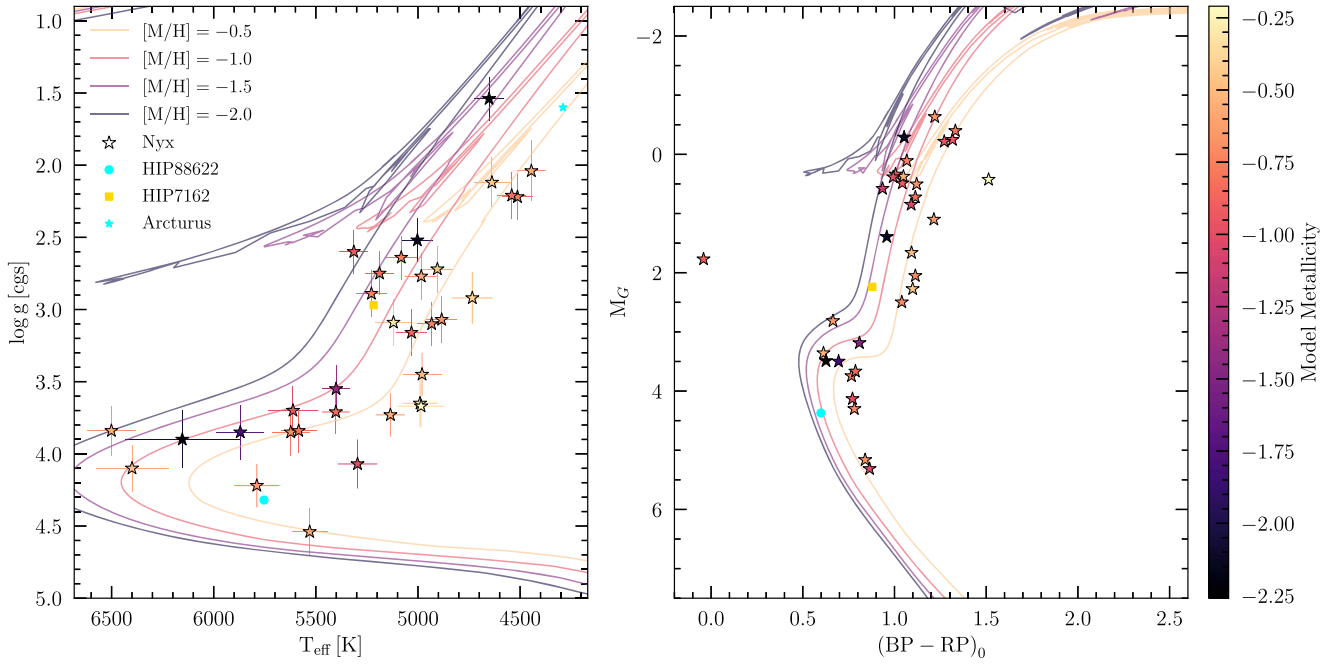 [M/H] = −0.5
[M/H] = −1.0
[M/H] = −1.5
[M/H] = −2.0
Nyx
HIP88622
HIP7162
Arcturus
1.0
1.5
2.0
2.5
3.0
3.5
4.0
4.5
5.0
log g [cgs]
6500
6000
5500
5000
4500
T_eff [K]
−2
0
2
4
6
M_G
0.0
0.5
1.0
1.5
2.0
2.5
(BP − RP)₀
−0.25
−0.50
−0.75
−1.00
−1.25
−1.50
−1.75
−2.00
−2.25
Model Metallicity